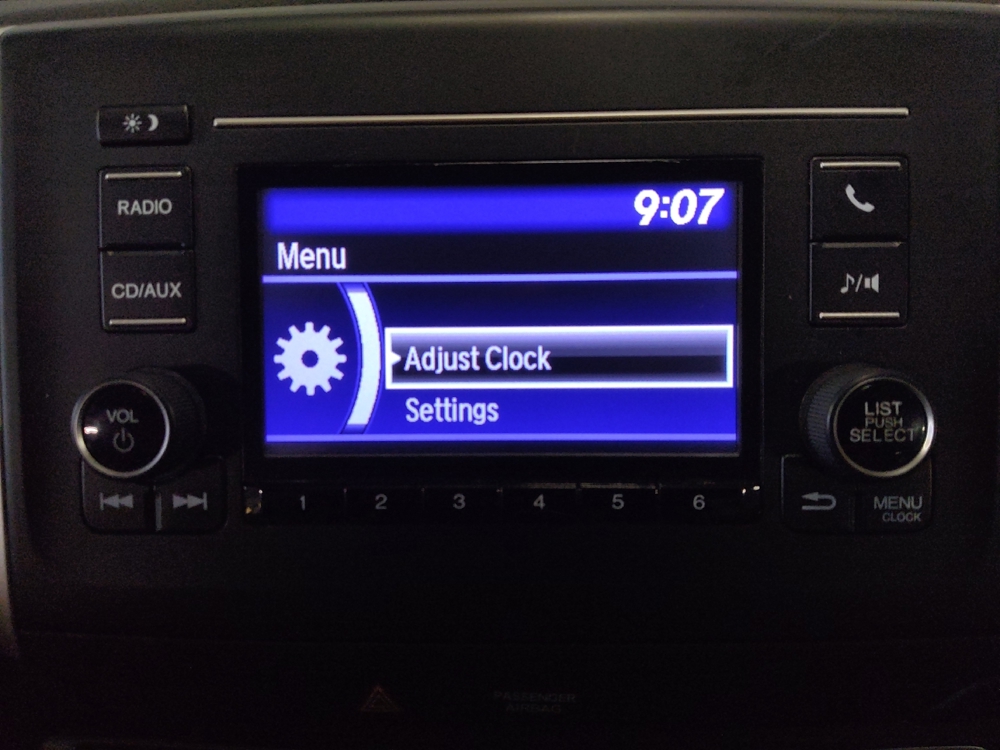 RADIO
CD/AUX
VOL
9:07
Menu
Adjust Clock
Settings
1 2 3 4 5 6
LIST
PUSH
SELECT
MENU
CLOCK
PASSENGER
AIRBAG